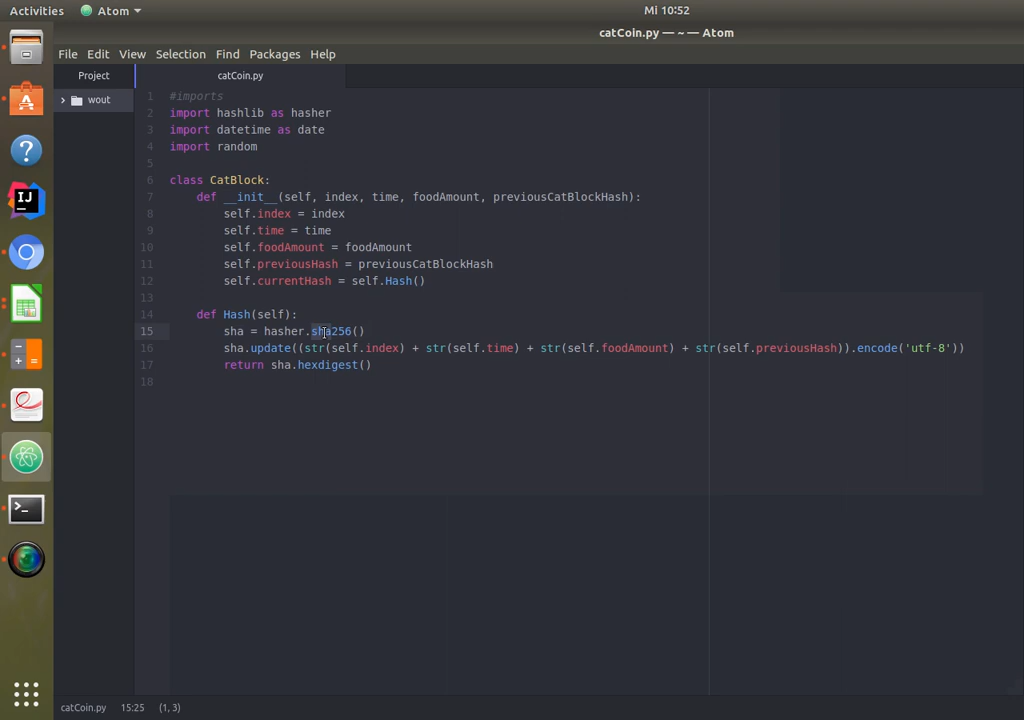 Activities
Atom
Mi 10:52
catCoin.py — ~ — Atom
File Edit View Selection Find Packages Help
Project
catCoin.py
wout
1 #imports
2 import hashlib as hasher
3 import datetime as date
4 import random
5
6 class CatBlock:
7 def __init__(self, index, time, foodAmount, previousCatBlockHash):
8 self.index = index
9 self.time = time
10 self.foodAmount = foodAmount
11 self.previousHash = previousCatBlockHash
12 self.currentHash = self.Hash()
13
14 def Hash(self):
15 sha = hasher.sha256()
16 sha.update((str(self.index) + str(self.time) + str(self.foodAmount) + str(self.previousHash)).encode('utf-8'))
17 return sha.hexdigest()
18
catCoin.py 15:25 (1, 3)